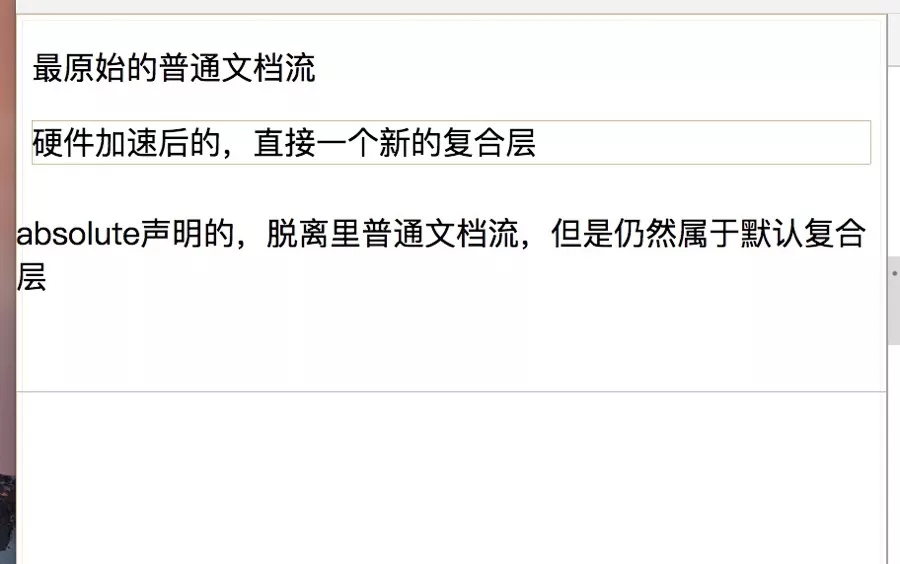 最原始的普通文档流
硬件加速后的，直接一个新的复合层
absolute声明的，脱离里普通文档流，但是仍然属于默认复合
层